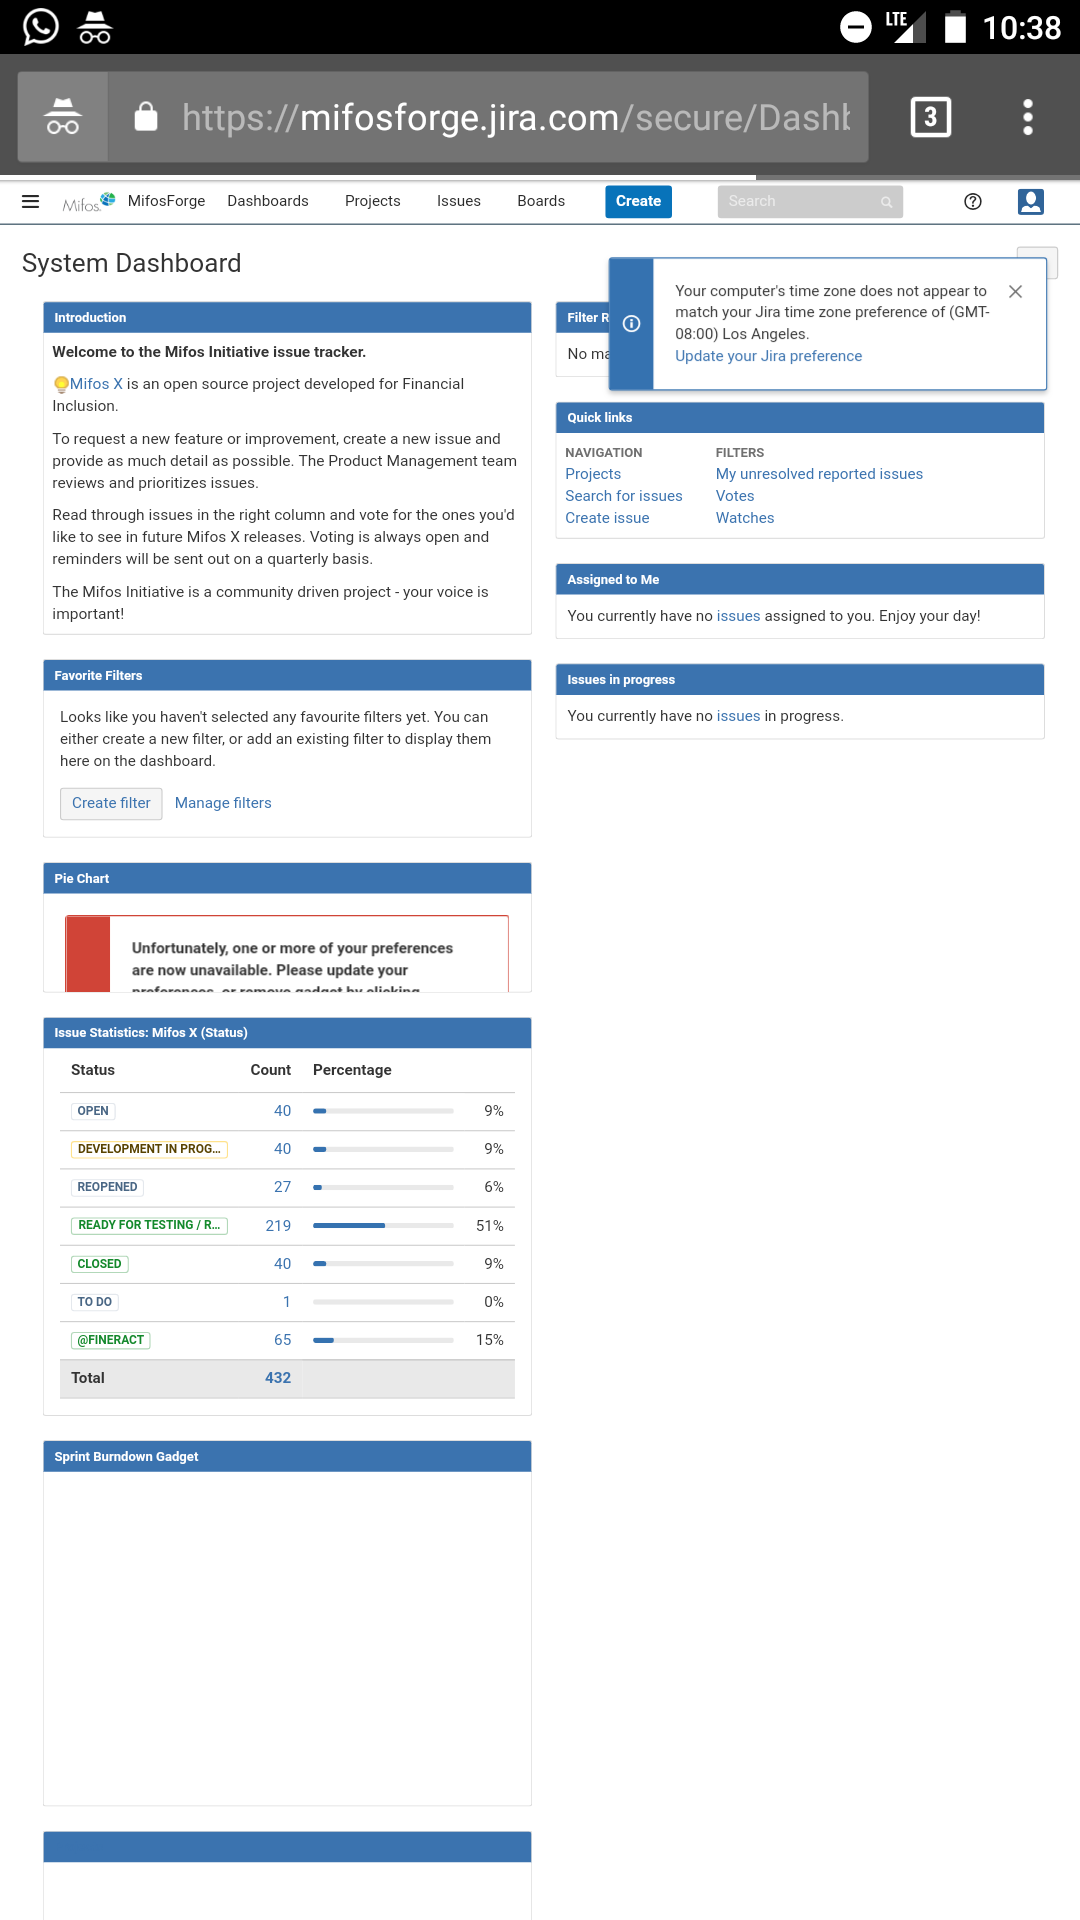 LTE 10:38
https://mifosforge.jira.com/secure/Dashb
3
Mifos MifosForge Dashboards Projects Issues Boards Create Search
System Dashboard
Your computer's time zone does not appear to
match your Jira time zone preference of (GMT-
08:00) Los Angeles.
Update your Jira preference
Introduction
Welcome to the Mifos Initiative issue tracker.
Mifos X is an open source project developed for Financial
Inclusion.
To request a new feature or improvement, create a new issue and
provide as much detail as possible. The Product Management team
reviews and prioritizes issues.
Read through issues in the right column and vote for the ones you'd
like to see in future Mifos X releases. Voting is always open and
reminders will be sent out on a quarterly basis.
The Mifos Initiative is a community driven project - your voice is
important!
Favorite Filters
Looks like you haven't selected any favourite filters yet. You can
either create a new filter, or add an existing filter to display them
here on the dashboard.
Create filter Manage filters
Pie Chart
Unfortunately, one or more of your preferences
are now unavailable. Please update your
preferences, or remove gadget by clicking
Issue Statistics: Mifos X (Status)
Status Count Percentage
OPEN 40 9%
DEVELOPMENT IN PROG... 40 9%
REOPENED 27 6%
READY FOR TESTING / R... 219 51%
CLOSED 40 9%
TO DO 1 0%
@FINERACT 65 15%
Total 432
Sprint Burndown Gadget
Filter R
No ma
Quick links
NAVIGATION FILTERS
Projects My unresolved reported issues
Search for issues Votes
Create issue Watches
Assigned to Me
You currently have no issues assigned to you. Enjoy your day!
Issues in progress
You currently have no issues in progress.